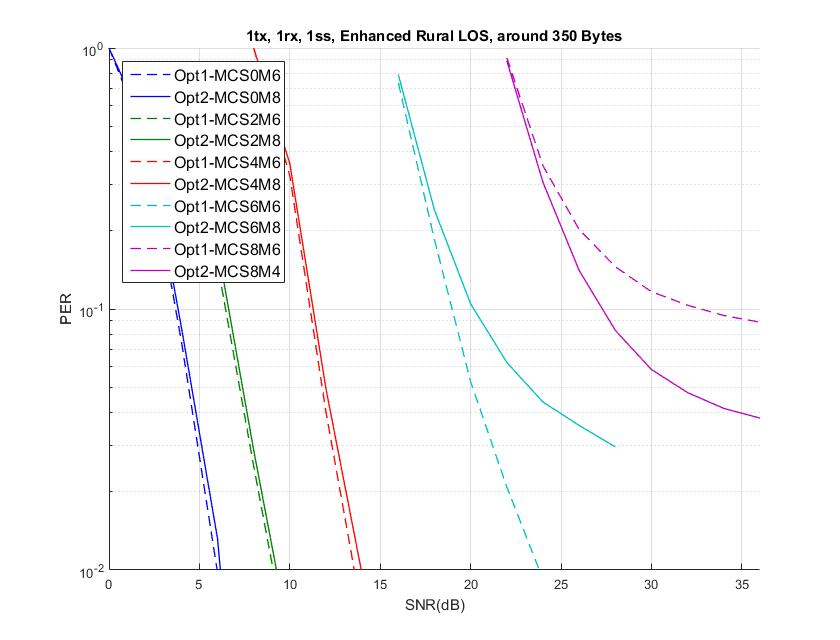 1tx, 1rx, 1ss, Enhanced Rural LOS, around 350 Bytes
10^0
Opt1-MCS0M6
Opt2-MCS0M8
Opt1-MCS2M6
Opt2-MCS2M8
Opt1-MCS4M6
Opt2-MCS4M8
Opt1-MCS6M6
Opt2-MCS6M8
Opt1-MCS8M6
Opt2-MCS8M4
PER
10^-1
10^-2
0 5 10 15 20 25 30 35
SNR(dB)